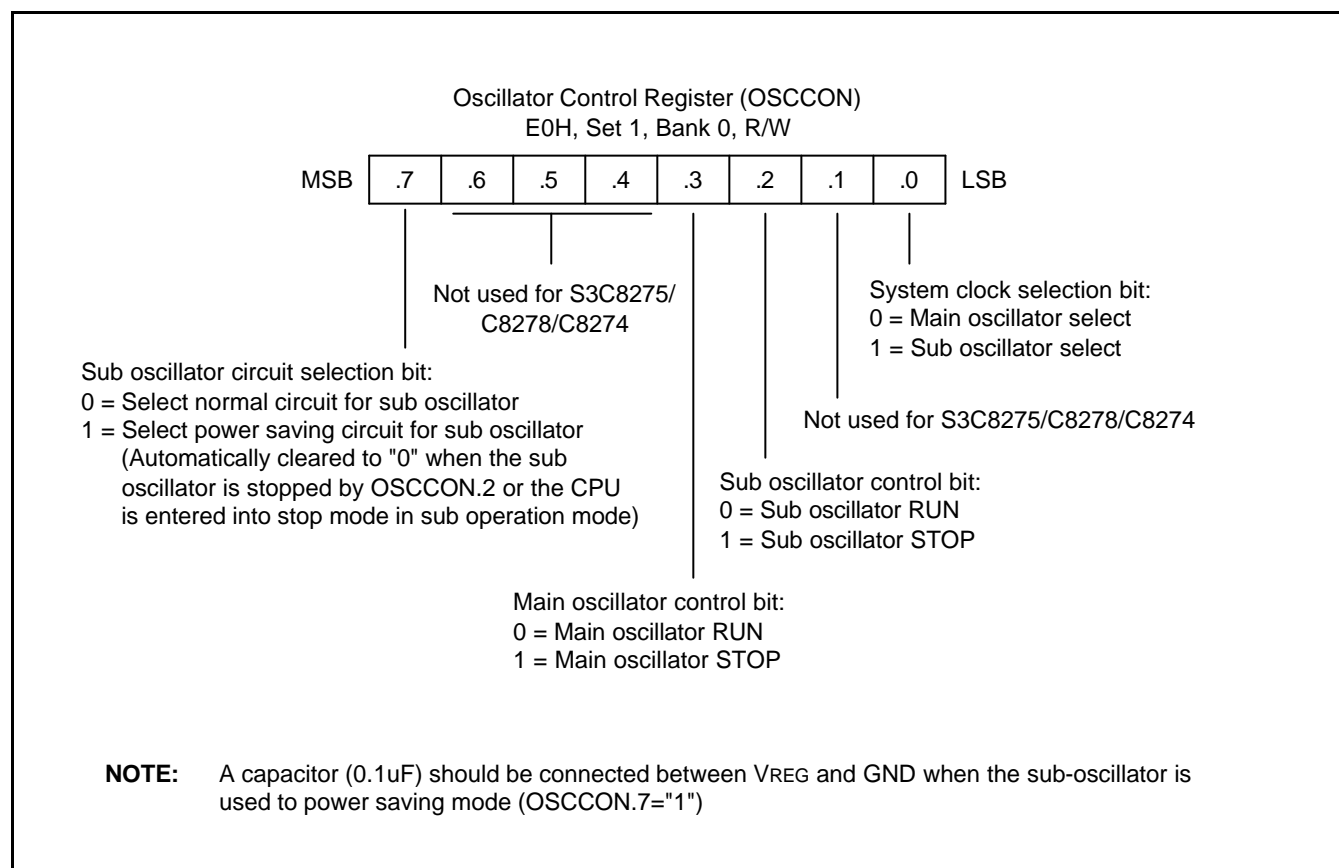 Oscillator Control Register (OSCCON)
E0H, Set 1, Bank 0, R/W
MSB .7 .6 .5 .4 .3 .2 .1 .0 LSB
Not used for S3C8275/
C8278/C8274
System clock selection bit:
0 = Main oscillator select
1 = Sub oscillator select
Sub oscillator circuit selection bit:
0 = Select normal circuit for sub oscillator
1 = Select power saving circuit for sub oscillator
(Automatically cleared to "0" when the sub
oscillator is stopped by OSCCON.2 or the CPU
is entered into stop mode in sub operation mode)
Not used for S3C8275/C8278/C8274
Sub oscillator control bit:
0 = Sub oscillator RUN
1 = Sub oscillator STOP
Main oscillator control bit:
0 = Main oscillator RUN
1 = Main oscillator STOP
NOTE: A capacitor (0.1uF) should be connected between VREG and GND when the sub-oscillator is
used to power saving mode (OSCCON.7="1")